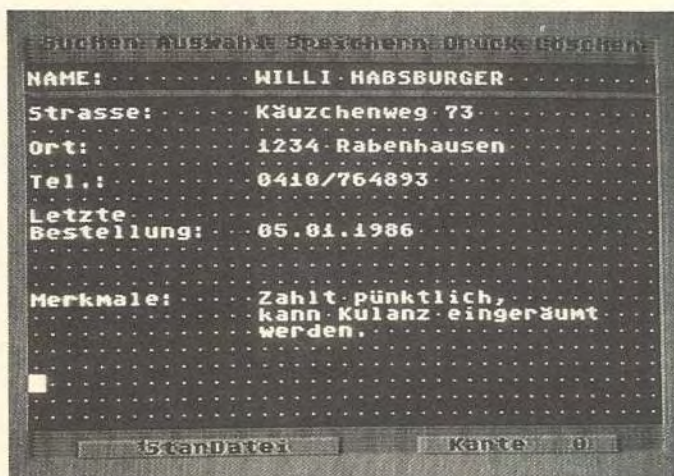 Suchen: Auswahl: Speichern: Druck: Löschen:
NAME: WILLI HABSBURGER
Strasse: Käuzchenweg 73
Ort: 1234 Rabenhausen
Tel.: 0410/764893
Letzte
Bestellung: 05.01.1986
Merkmale: Zahlt pünktlich,
kann Kulanz eingeräumt
werden.
StanDatei Kante 0